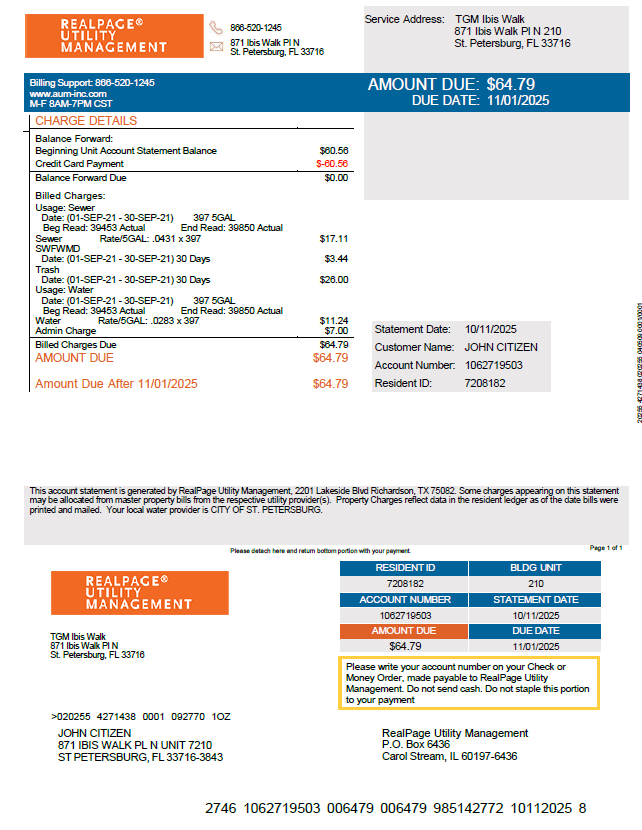 REALPAGE®
UTILITY
MANAGEMENT
866-520-1245
871 Ibis Walk Pl N
St. Petersburg, FL 33716
Service Address: TGM Ibis Walk
871 Ibis Walk Pl N 210
St. Petersburg, FL 33716
Billing Support: 866-520-1245
www.aum-inc.com
M-F 8AM-7PM CST
AMOUNT DUE: $64.79
DUE DATE: 11/01/2025
CHARGE DETAILS
Balance Forward:
Beginning Unit Account Statement Balance $60.56
Credit Card Payment $-60.56
Balance Forward Due $0.00
Billed Charges:
Usage: Sewer
Date: (01-SEP-21 - 30-SEP-21) 397 5GAL
Beg Read: 39453 Actual End Read: 39850 Actual
Sewer Rate/5GAL: .0431 x 397 $17.11
SWFWMD
Date: (01-SEP-21 - 30-SEP-21) 30 Days $3.44
Trash
Date: (01-SEP-21 - 30-SEP-21) 30 Days $26.00
Usage: Water
Date: (01-SEP-21 - 30-SEP-21) 397 5GAL
Beg Read: 39453 Actual End Read: 39850 Actual
Water Rate/5GAL: .0283 x 397 $11.24
Admin Charge $7.00
Billed Charges Due $64.79
AMOUNT DUE $64.79
Amount Due After 11/01/2025 $64.79
Statement Date: 10/11/2025
Customer Name: JOHN CITIZEN
Account Number: 1062719503
Resident ID: 7208182
20255 4271438 020255 040509 0001/0001
This account statement is generated by RealPage Utility Management, 2201 Lakeside Blvd Richardson, TX 75082. Some charges appearing on this statement
may be allocated from master property bills from the respective utility provider(s). Property Charges reflect data in the resident ledger as of the date bills were
printed and mailed. Your local water provider is CITY OF ST. PETERSBURG.
Please detach here and return bottom portion with your payment.
Page 1 of 1
REALPAGE®
UTILITY
MANAGEMENT
TGM Ibis Walk
871 Ibis Walk Pl N
St. Petersburg, FL 33716
RESIDENT ID BLDG UNIT
7208182 210
ACCOUNT NUMBER STATEMENT DATE
1062719503 10/11/2025
AMOUNT DUE DUE DATE
$64.79 11/01/2025
Please write your account number on your Check or
Money Order, made payable to RealPage Utility
Management. Do not send cash. Do not staple this portion
to your payment
>020255 4271438 0001 092770 1OZ
JOHN CITIZEN
871 IBIS WALK PL N UNIT 7210
ST PETERSBURG, FL 33716-3843
RealPage Utility Management
P.O. Box 6436
Carol Stream, IL 60197-6436
2746 1062719503 006479 006479 985142772 10112025 8